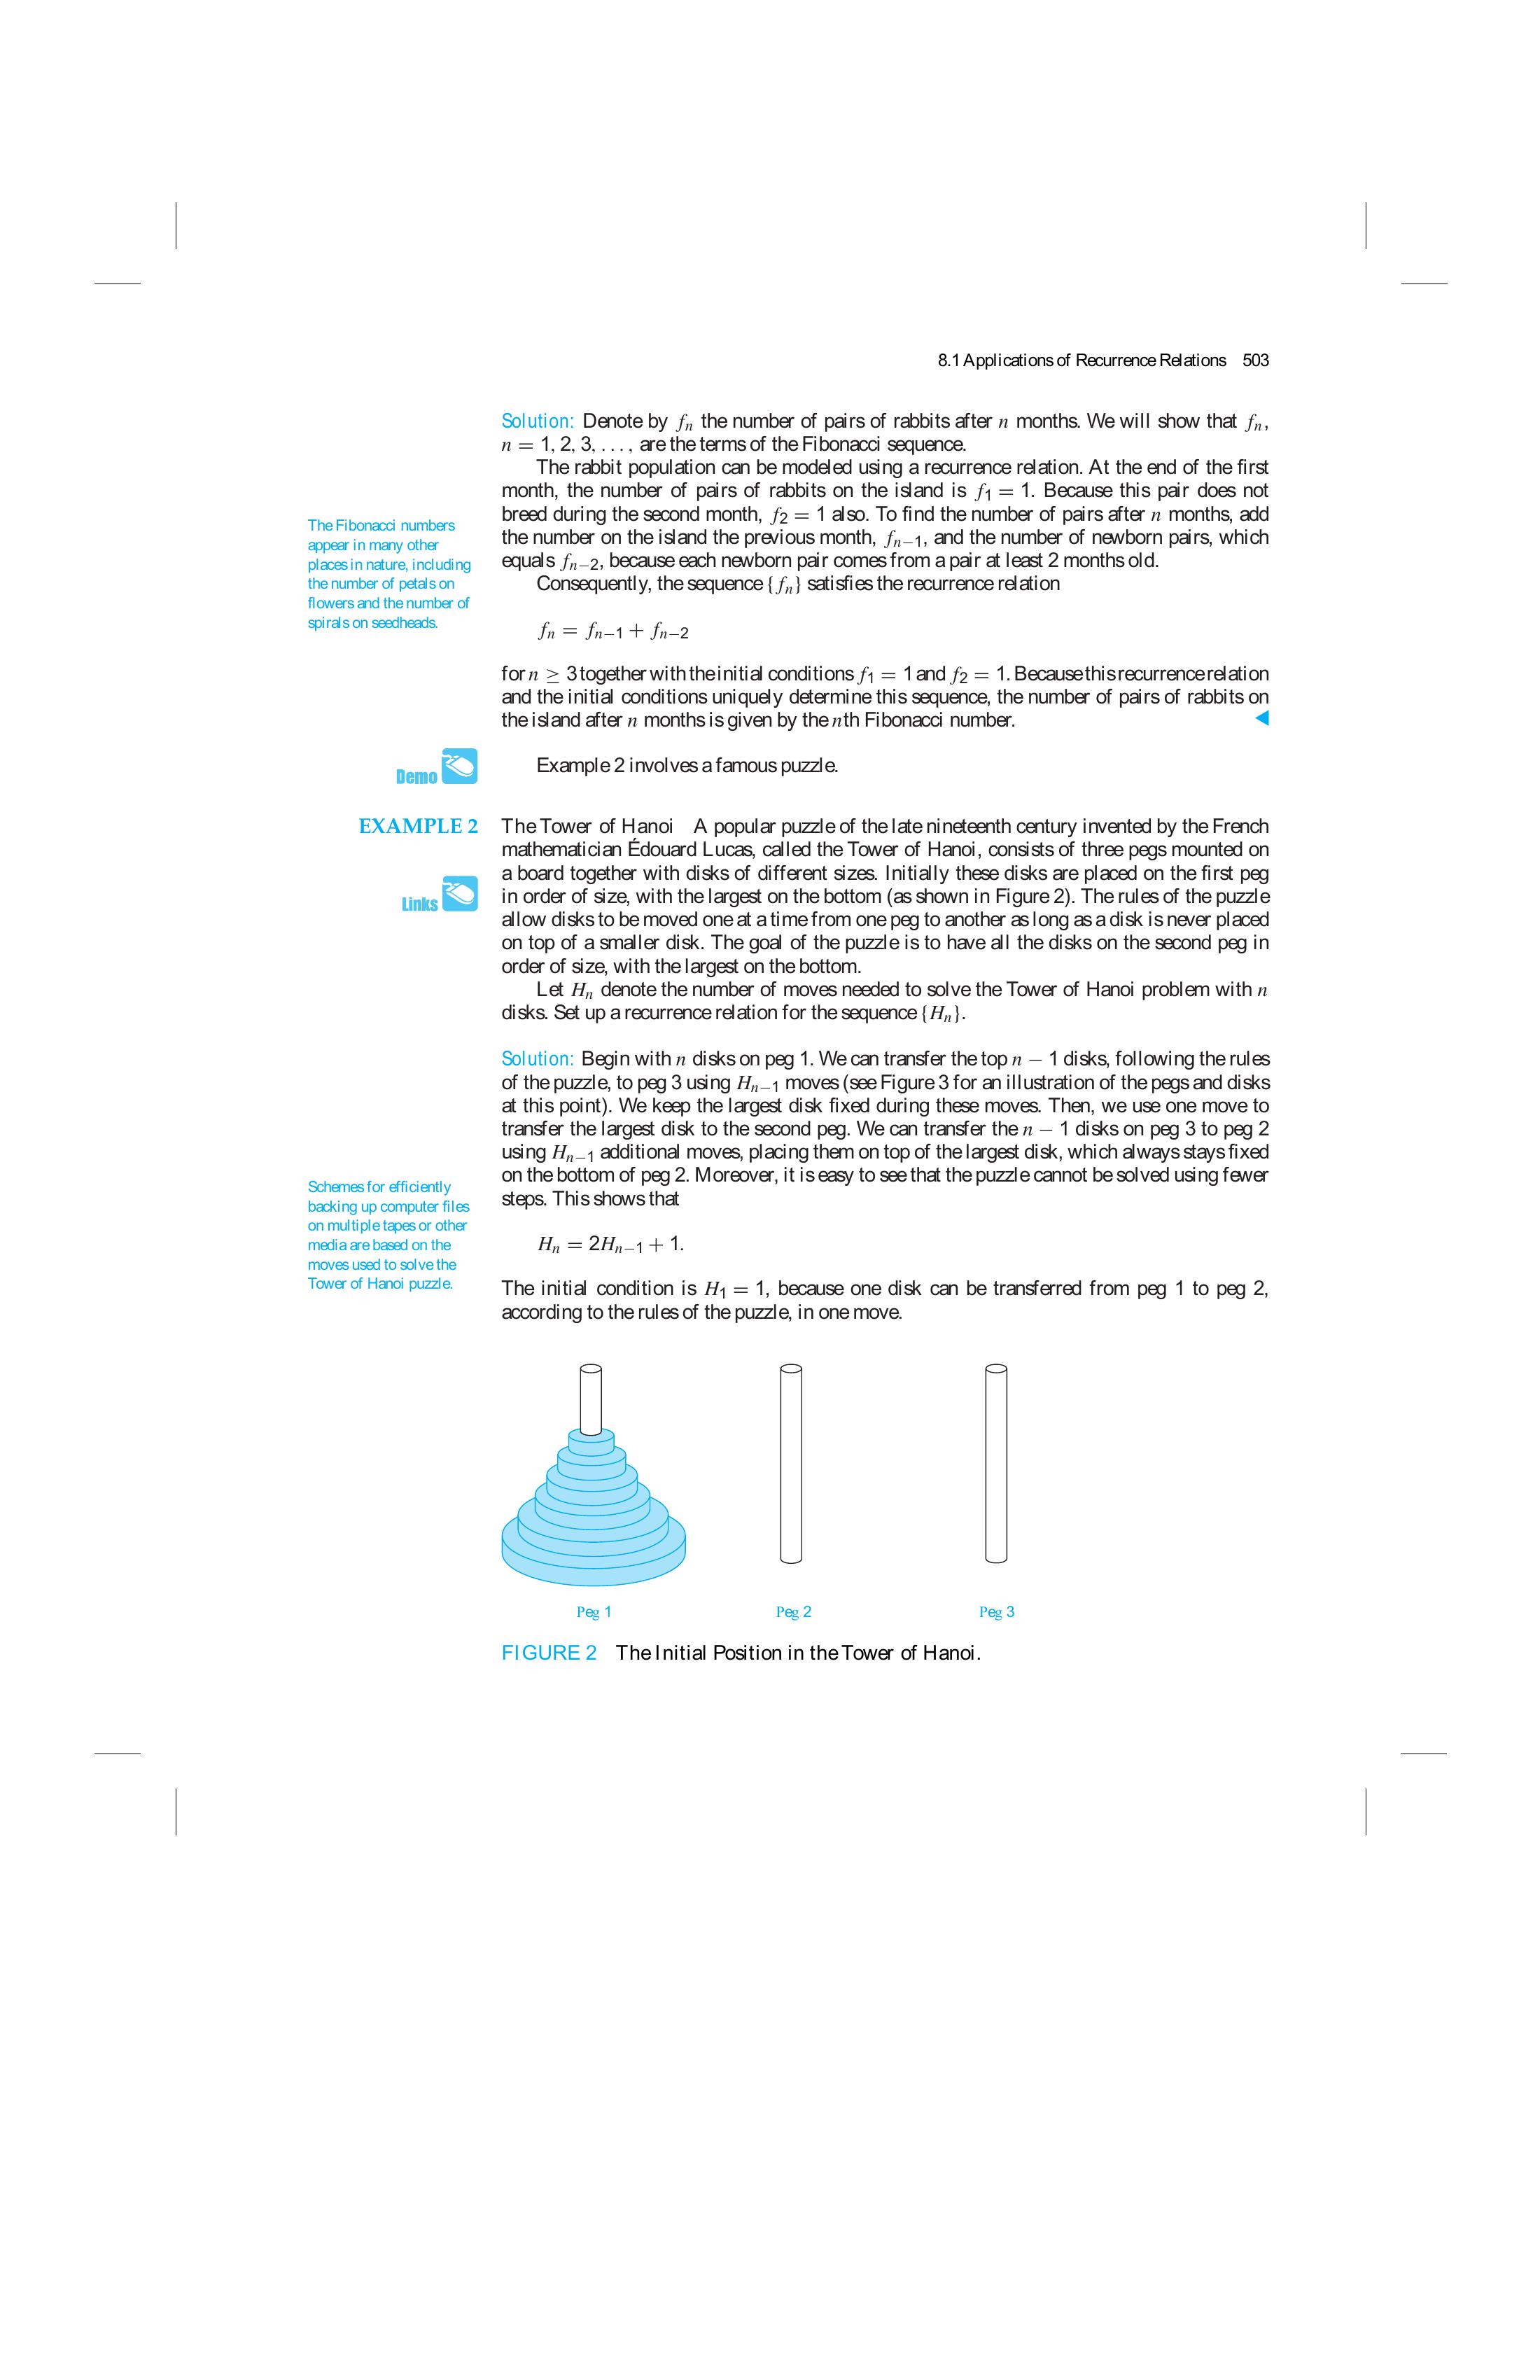 8.1 Applications of Recurrence Relations 503
Solution: Denote by fₙ the number of pairs of rabbits after n months. We will show that fₙ,
n = 1, 2, 3, . . . , are the terms of the Fibonacci sequence.
The rabbit population can be modeled using a recurrence relation. At the end of the first
month, the number of pairs of rabbits on the island is f₁ = 1. Because this pair does not
breed during the second month, f₂ = 1 also. To find the number of pairs after n months, add
the number on the island the previous month, fₙ₋₁, and the number of newborn pairs, which
equals fₙ₋₂, because each newborn pair comes from a pair at least 2 months old.
The Fibonacci numbers
appear in many other
places in nature, including
the number of petals on
flowers and the number of
spirals on seedheads.
Consequently, the sequence {fₙ} satisfies the recurrence relation
fₙ = fₙ₋₁ + fₙ₋₂
for n ≥ 3 together with the initial conditions f₁ = 1 and f₂ = 1. Because this recurrence relation
and the initial conditions uniquely determine this sequence, the number of pairs of rabbits on
the island after n months is given by the nth Fibonacci number.
Demo
Example 2 involves a famous puzzle.
EXAMPLE 2
The Tower of Hanoi A popular puzzle of the late nineteenth century invented by the French
mathematician Édouard Lucas, called the Tower of Hanoi, consists of three pegs mounted on
a board together with disks of different sizes. Initially these disks are placed on the first peg
in order of size, with the largest on the bottom (as shown in Figure 2). The rules of the puzzle
allow disks to be moved one at a time from one peg to another as long as a disk is never placed
on top of a smaller disk. The goal of the puzzle is to have all the disks on the second peg in
order of size, with the largest on the bottom.
Links
Let Hₙ denote the number of moves needed to solve the Tower of Hanoi problem with n
disks. Set up a recurrence relation for the sequence {Hₙ}.
Solution: Begin with n disks on peg 1. We can transfer the top n − 1 disks, following the rules
of the puzzle, to peg 3 using Hₙ₋₁ moves (see Figure 3 for an illustration of the pegs and disks
at this point). We keep the largest disk fixed during these moves. Then, we use one move to
transfer the largest disk to the second peg. We can transfer the n − 1 disks on peg 3 to peg 2
using Hₙ₋₁ additional moves, placing them on top of the largest disk, which always stays fixed
on the bottom of peg 2. Moreover, it is easy to see that the puzzle cannot be solved using fewer
steps. This shows that
Schemes for efficiently
backing up computer files
on multiple tapes or other
media are based on the
moves used to solve the
Tower of Hanoi puzzle.
Hₙ = 2Hₙ₋₁ + 1.
The initial condition is H₁ = 1, because one disk can be transferred from peg 1 to peg 2,
according to the rules of the puzzle, in one move.
Peg 1
Peg 2
Peg 3
FIGURE 2 The Initial Position in the Tower of Hanoi.